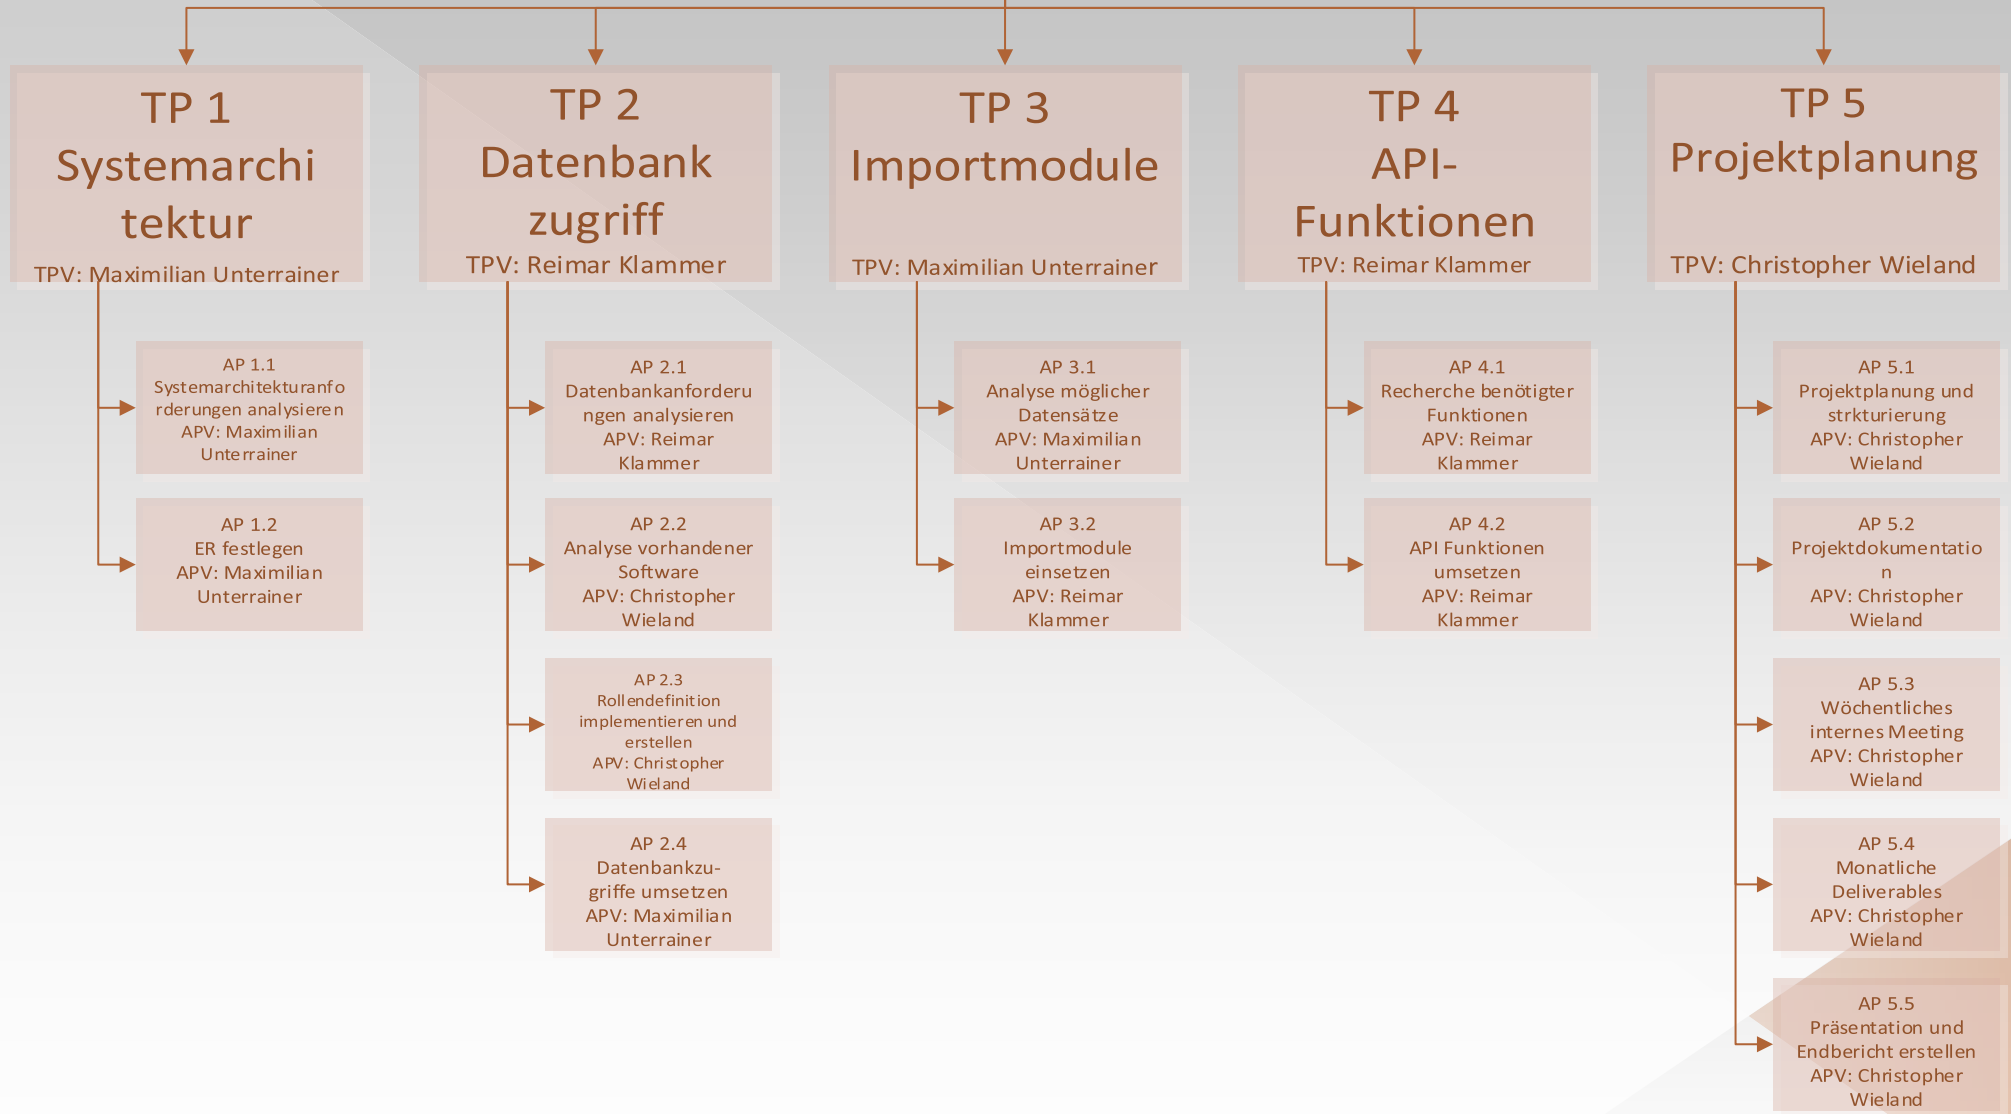 TP 1
Systemarchi
tektur
TPV: Maximilian Unterrainer
AP 1.1
Systemarchitekturanfo
rderungen analysieren
APV: Maximilian
Unterrainer
AP 1.2
ER festlegen
APV: Maximilian
Unterrainer
TP 2
Datenbank
zugriff
TPV: Reimar Klammer
AP 2.1
Datenbankanforderu
ngen analysieren
APV: Reimar
Klammer
AP 2.2
Analyse vorhandener
Software
APV: Christopher
Wieland
AP 2.3
Rollendefinition
implementieren und
erstellen
APV: Christopher
Wieland
AP 2.4
Datenbankzu-
griffe umsetzen
APV: Maximilian
Unterrainer
TP 3
Importmodule
TPV: Maximilian Unterrainer
AP 3.1
Analyse möglicher
Datensätze
APV: Maximilian
Unterrainer
AP 3.2
Importmodule
einsetzen
APV: Reimar
Klammer
TP 4
API-
Funktionen
TPV: Reimar Klammer
AP 4.1
Recherche benötigter
Funktionen
APV: Reimar
Klammer
AP 4.2
API Funktionen
umsetzen
APV: Reimar
Klammer
TP 5
Projektplanung
TPV: Christopher Wieland
AP 5.1
Projektplanung und
strkturierung
APV: Christopher
Wieland
AP 5.2
Projektdokumentatio
n
APV: Christopher
Wieland
AP 5.3
Wöchentliches
internes Meeting
APV: Christopher
Wieland
AP 5.4
Monatliche
Deliverables
APV: Christopher
Wieland
AP 5.5
Präsentation und
Endbericht erstellen
APV: Christopher
Wieland